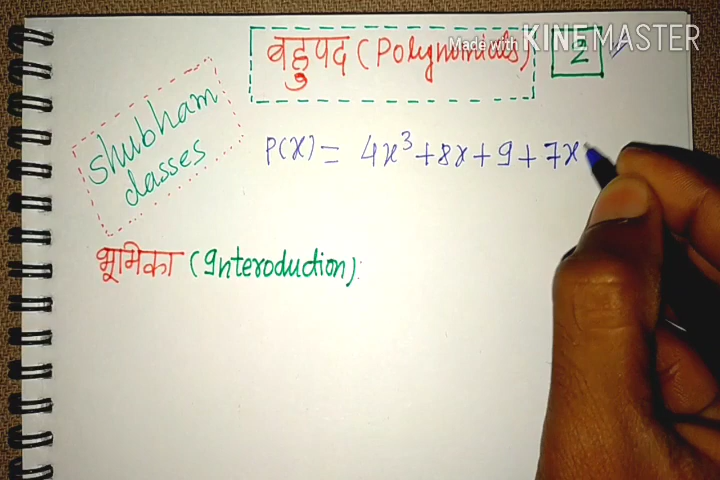 बहुपद (Polynomials) 2
Made with KINEMASTER
shubham
classes
P(x) = 4x³ + 8x + 9 + 7x
भूमिका (Interoduction):